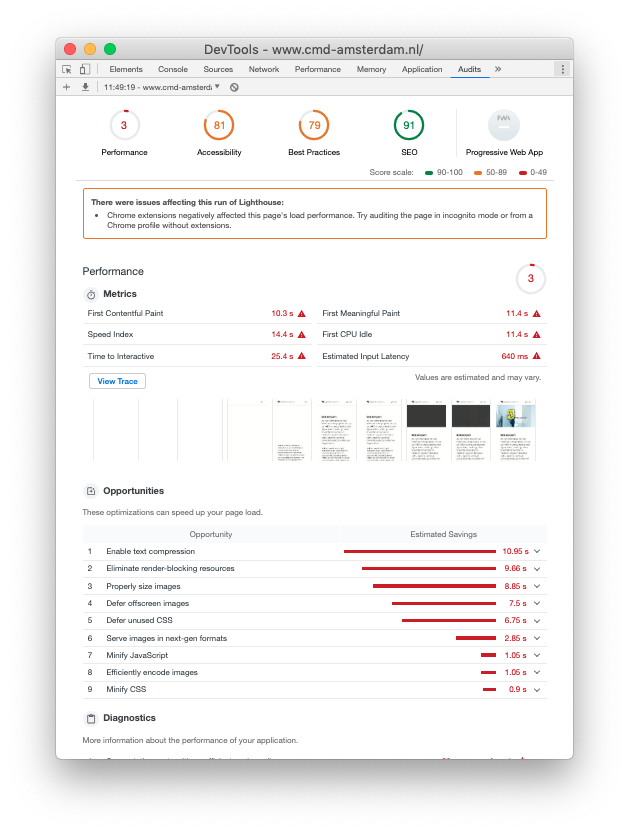 DevTools - www.cmd-amsterdam.nl/
Elements Console Sources Network Performance Memory Application Audits »
11:49:19 - www.cmd-amsterd
3 81 79 91 PWA
Performance Accessibility Best Practices SEO Progressive Web App
Score scale: 90-100 50-89 0-49
There were issues affecting this run of Lighthouse:
• Chrome extensions negatively affected this page's load performance. Try auditing the page in incognito mode or from a
Chrome profile without extensions.
Performance 3
Metrics
First Contentful Paint 10.3 s First Meaningful Paint 11.4 s
Speed Index 14.4 s First CPU Idle 11.4 s
Time to Interactive 25.4 s Estimated Input Latency 640 ms
View Trace Values are estimated and may vary.
Opportunities
These optimizations can speed up your page load.
Opportunity Estimated Savings
1 Enable text compression 10.95 s
2 Eliminate render-blocking resources 9.66 s
3 Properly size images 8.85 s
4 Defer offscreen images 7.5 s
5 Defer unused CSS 6.75 s
6 Serve images in next-gen formats 2.85 s
7 Minify JavaScript 1.05 s
8 Efficiently encode images 1.05 s
9 Minify CSS 0.9 s
Diagnostics
More information about the performance of your application.